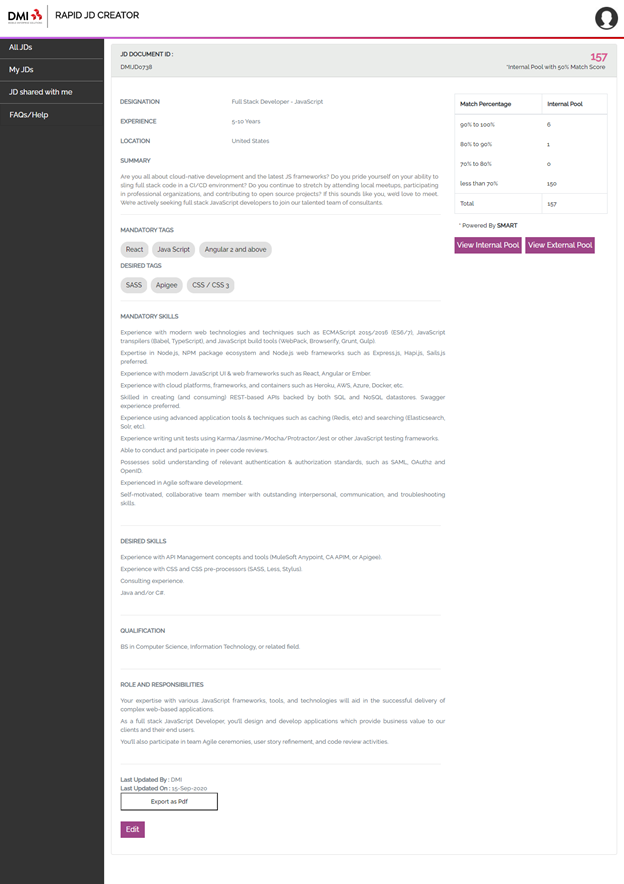 DMI
RAPID JD CREATOR
All JDs
My JDs
JD shared with me
FAQs/Help
JD DOCUMENT ID :
DMIJD0738
157
*Internal Pool with 50% Match Score
DESIGNATION Full Stack Developer - JavaScript
EXPERIENCE 5-10 Years
LOCATION United States
SUMMARY
Are you all about cloud-native development and the latest JS frameworks? Do you pride yourself on your ability to
sling full stack code in a CI/CD environment? Do you continue to stretch by attending local meetups, participating
in professional organizations, and contributing to open source projects? If this sounds like you, we'd love to meet.
We're actively seeking full stack JavaScript developers to join our talented team of consultants.
MANDATORY TAGS
React Java Script Angular 2 and above
DESIRED TAGS
SASS Apigee CSS / CSS 3
MANDATORY SKILLS
Experience with modern web technologies and techniques such as ECMAScript 2015/2016 (ES6/7), JavaScript
transpilers (Babel, TypeScript), and JavaScript build tools (WebPack, Browserify, Grunt, Gulp).
Expertise in Node.js, NPM package ecosystem and Node.js web frameworks such as Express.js, Hapi.js, Sails.js
preferred.
Experience with modern JavaScript UI & web frameworks such as React, Angular or Ember.
Experience with cloud platforms, frameworks, and containers such as Heroku, AWS, Azure, Docker, etc.
Skilled in creating (and consuming) REST-based APIs backed by both SQL and NoSQL datastores. Swagger
experience preferred.
Experience using advanced application tools & techniques such as caching (Redis, etc) and searching (Elasticsearch,
Solr, etc).
Experience writing unit tests using Karma/Jasmine/Mocha/Protractor/Jest or other JavaScript testing frameworks.
Able to conduct and participate in peer code reviews.
Possesses solid understanding of relevant authentication & authorization standards, such as SAML, OAuth2 and
OpenID.
Experienced in Agile software development.
Self-motivated, collaborative team member with outstanding interpersonal, communication, and troubleshooting
skills.
DESIRED SKILLS
Experience with API Management concepts and tools (MuleSoft Anypoint, CA APIM, or Apigee).
Experience with CSS and CSS pre-processors (SASS, Less, Stylus).
Consulting experience.
Java and/or C#.
QUALIFICATION
BS in Computer Science, Information Technology, or related field.
ROLE AND RESPONSIBILITIES
Your expertise with various JavaScript frameworks, tools, and technologies will aid in the successful delivery of
complex web-based applications.
As a full stack JavaScript Developer, you'll design and develop applications which provide business value to our
clients and their end users.
You'll also participate in team Agile ceremonies, user story refinement, and code review activities.
Last Updated By : DMI
Last Updated On : 15-Sep-2020
Export as Pdf
Edit
Match Percentage Internal Pool
90% to 100% 6
80% to 90% 1
70% to 80% 0
less than 70% 150
Total 157
* Powered By SMART
View Internal Pool View External Pool